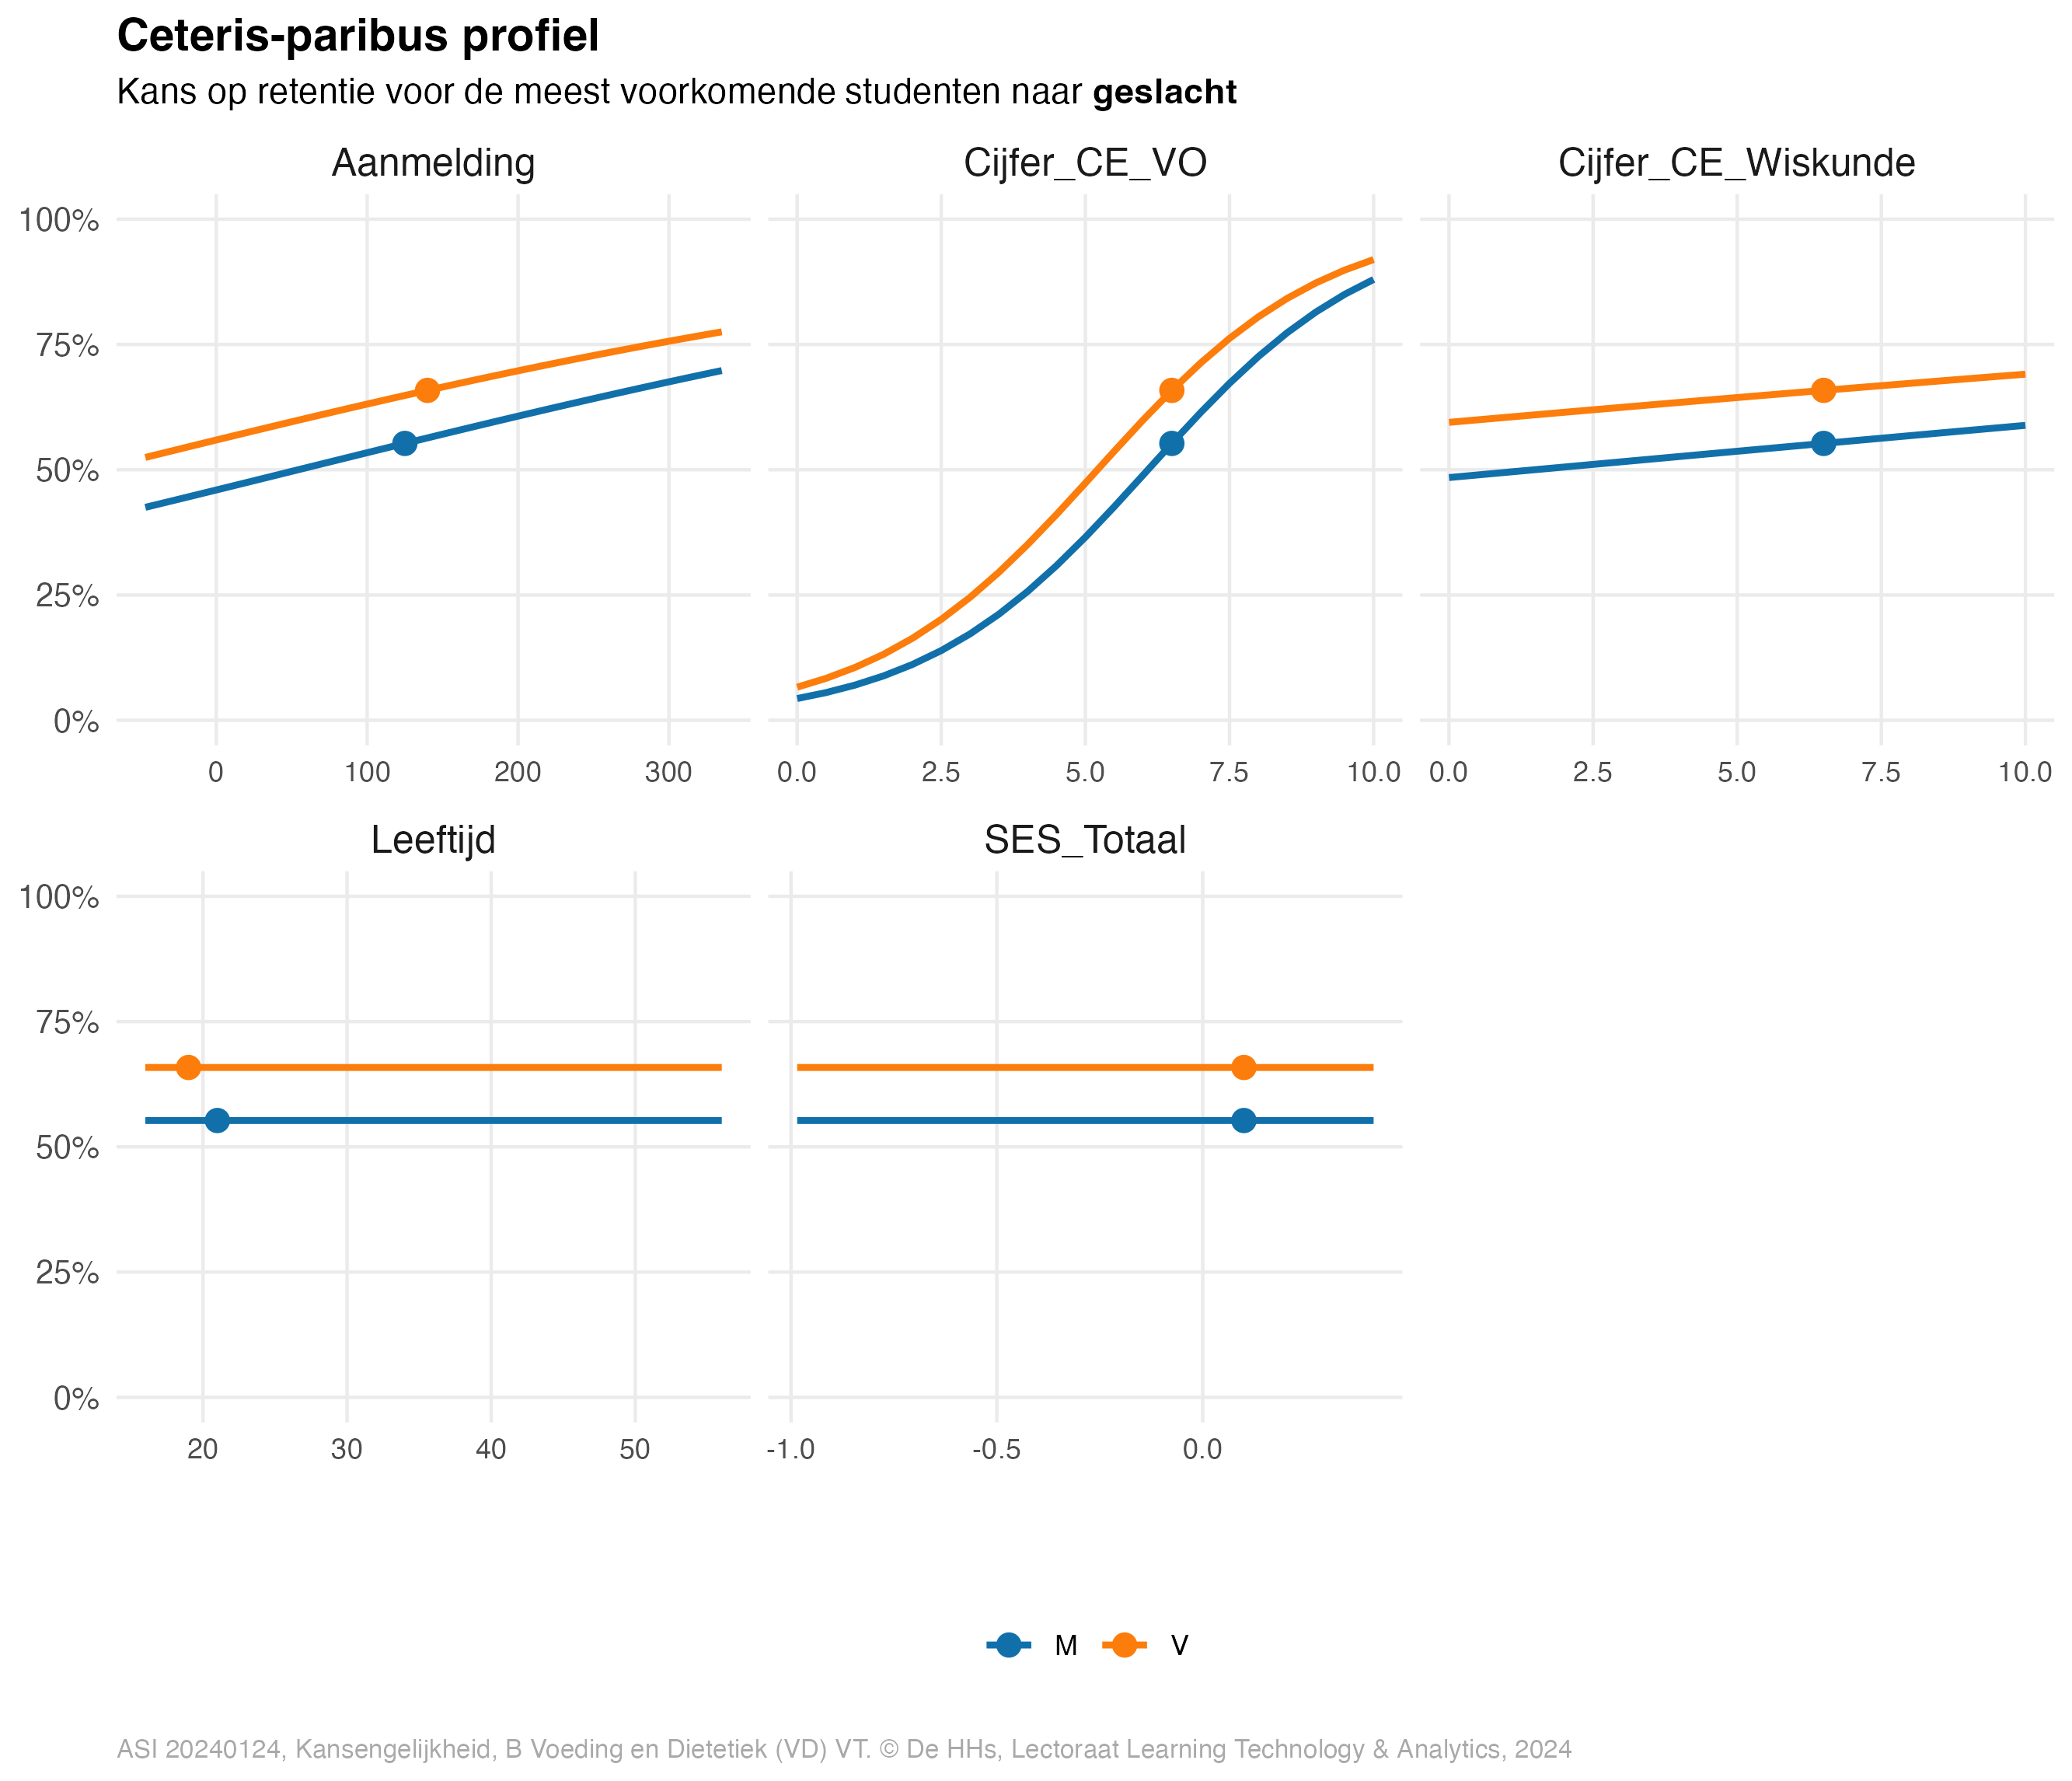 Ceteris-paribus profiel
Kans op retentie voor de meest voorkomende studenten naar geslacht
Aanmelding
Cijfer_CE_VO
Cijfer_CE_Wiskunde
100%
75%
50%
25%
0%
0 100 200 300
0.0 2.5 5.0 7.5 10.0
0.0 2.5 5.0 7.5 10.0
Leeftijd
SES_Totaal
100%
75%
50%
25%
0%
20 30 40 50
-1.0 -0.5 0.0
M V
ASI 20240124, Kansengelijkheid, B Voeding en Dietetiek (VD) VT. © De HHs, Lectoraat Learning Technology & Analytics, 2024